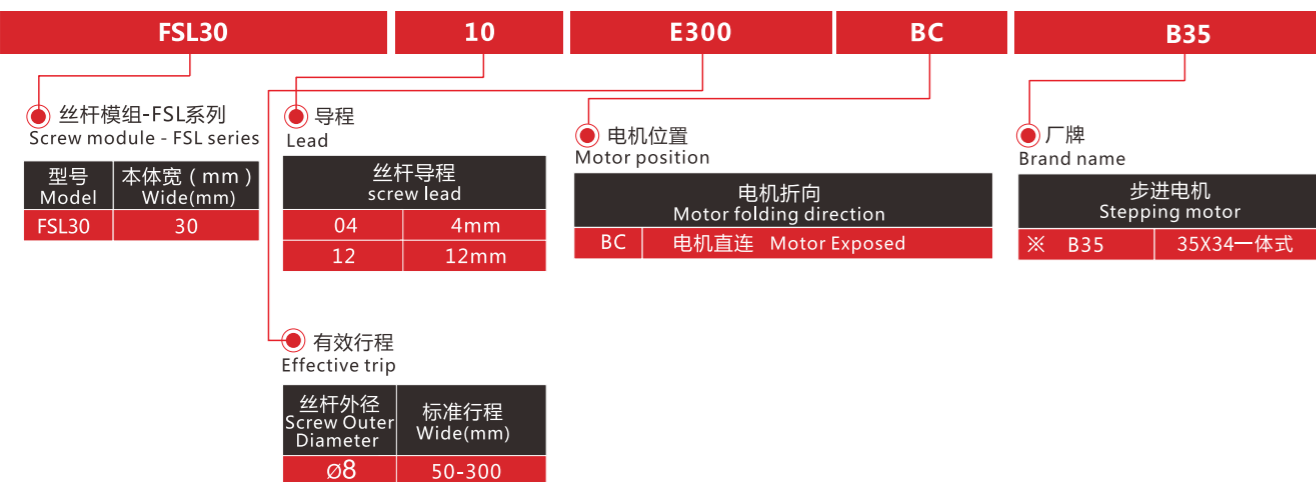 FSL30 10 E300 BC B35
丝杆模组-FSL系列
Screw module - FSL series
型号 本体宽（mm）
Model Wide(mm)
FSL30 30
导程
Lead
丝杆导程
screw lead
04 4mm
12 12mm
电机位置
Motor position
电机折向
Motor folding direction
BC 电机直连 Motor Exposed
厂牌
Brand name
步进电机
Stepping motor
※ B35 35X34一体式
有效行程
Effective trip
丝杆外径 标准行程
Screw Outer Wide(mm)
Diameter
Ø8 50-300